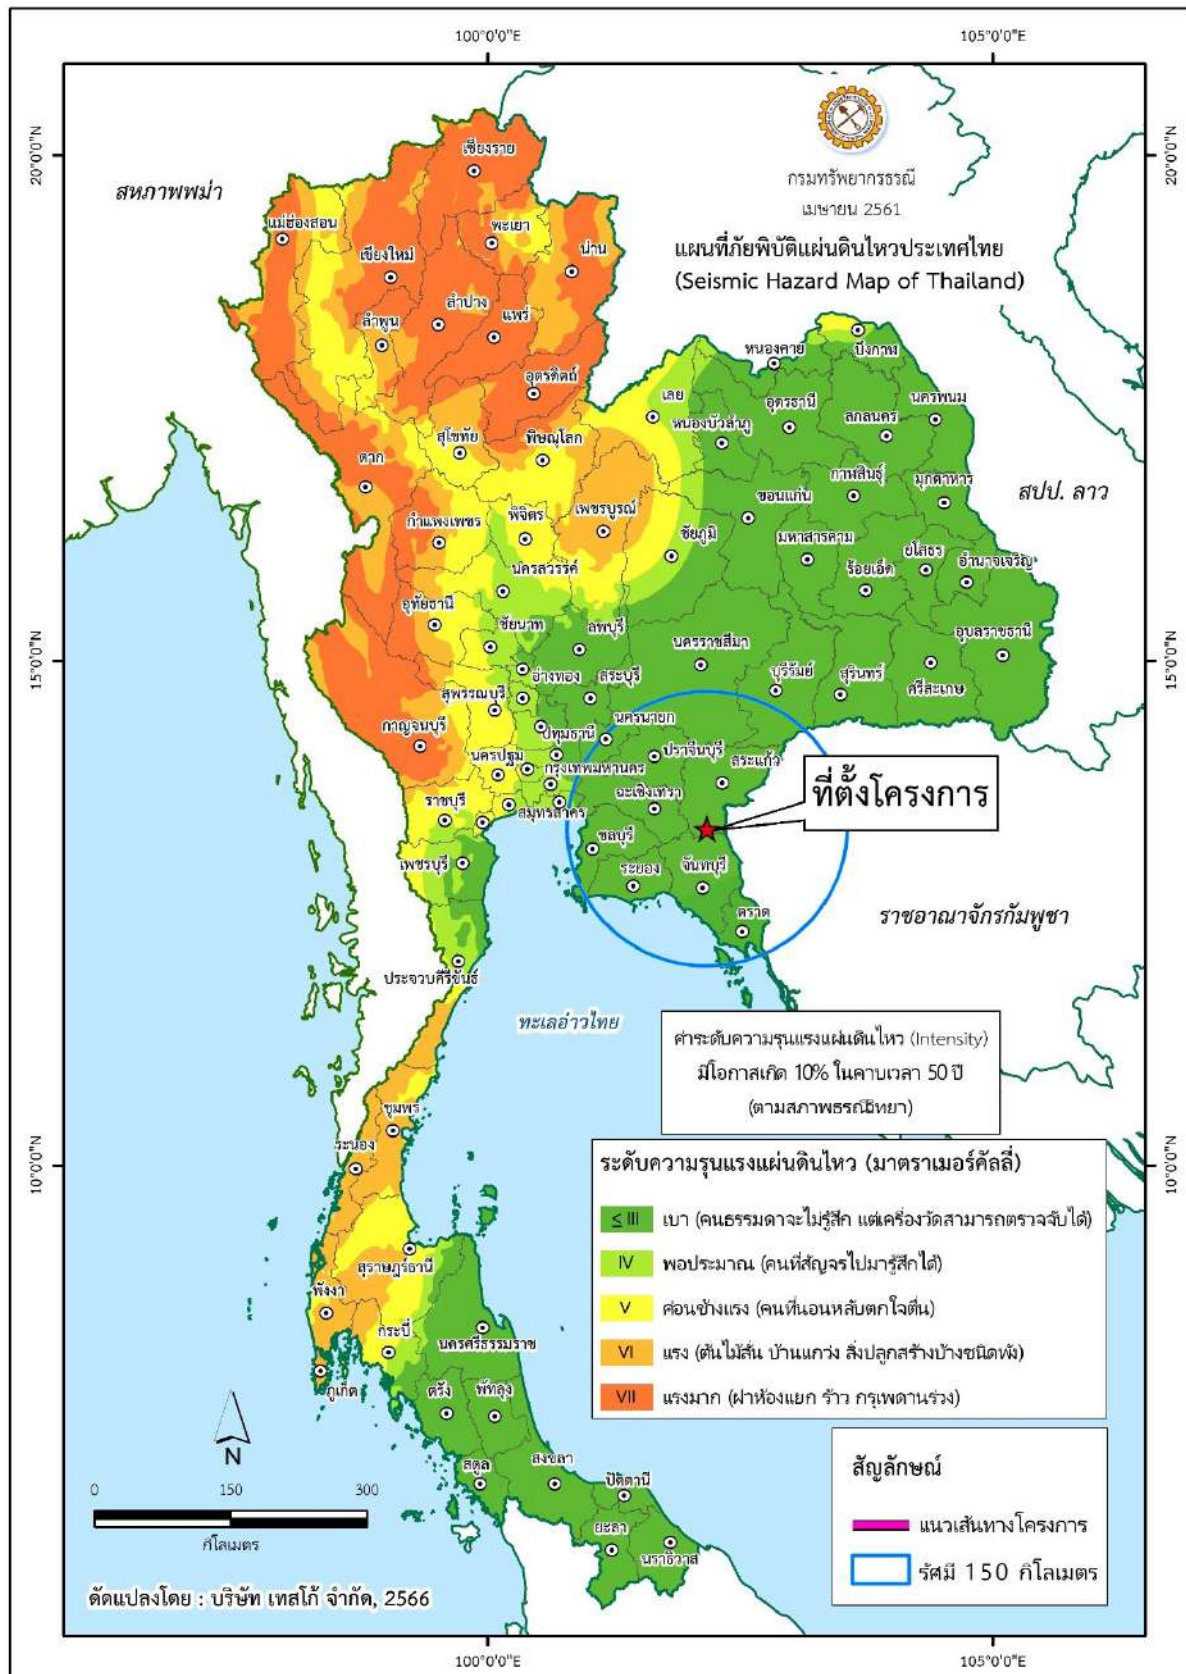 100°0'0"E
105°0'0"E
20°0'0"N
20°0'0"N
กรมทรัพยากรธรณี
เมษายน 2561
แผนที่ภัยพิบัติแผ่นดินไหวประเทศไทย
(Seismic Hazard Map of Thailand)
สหภาพพม่า
เชียงราย
แม่ฮ่องสอน
พะเยา
น่าน
เชียงใหม่
ลำปาง
แพร่
ลำพูน
อุตรดิตถ์
หนองคาย
บึงกาฬ
เลย
อุดรธานี
นครพนม
หนองบัวลำภู
สกลนคร
สุโขทัย
พิษณุโลก
ตาก
กาฬสินธุ์
มุกดาหาร
สปป. ลาว
ขอนแก่น
กำแพงเพชร
พิจิตร
เพชรบูรณ์
ชัยภูมิ
มหาสารคาม
ยโสธร
อำนาจเจริญ
ร้อยเอ็ด
นครสวรรค์
อุทัยธานี
ชัยนาท
ลพบุรี
นครราชสีมา
อุบลราชธานี
15°0'0"N
15°0'0"N
อ่างทอง
สระบุรี
บุรีรัมย์
สุรินทร์
ศรีสะเกษ
สุพรรณบุรี
กาญจนบุรี
นครนายก
ปทุมธานี
ปราจีนบุรี
สระแก้ว
นครปฐม
กรุงเทพมหานคร
ฉะเชิงเทรา
ที่ตั้งโครงการ
ราชบุรี
สมุทรสาคร
ชลบุรี
เพชรบุรี
ระยอง
จันทบุรี
ตราด
ราชอาณาจักรกัมพูชา
ประจวบคีรีขันธ์
ทะเลอ่าวไทย
ค่าระดับความรุนแรงแผ่นดินไหว (Intensity)
มีโอกาสเกิด 10% ในคาบเวลา 50 ปี
(ตามสภาพธรณีวิทยา)
ชุมพร
ระนอง
10°0'0"N
10°0'0"N
ระดับความรุนแรงแผ่นดินไหว (มาตราเมอร์คัลลี่)
≤ III เบา (คนธรรมดาจะไม่รู้สึก แต่เครื่องวัดสามารถตรวจจับได้)
IV พอประมาณ (คนที่สัญจรไปมารู้สึกได้)
V ค่อนข้างแรง (คนที่นอนหลับตกใจตื่น)
VI แรง (ต้นไม้สั่น บ้านแกว่ง สิ่งปลูกสร้างบ้างชนิดพัง)
VII แรงมาก (ฝาห้องแยก ร้าว กรุเพดานร่วง)
สุราษฎร์ธานี
พังงา
กระบี่
นครศรีธรรมราช
ภูเก็ต
ตรัง
พัทลุง
สตูล
สงขลา
ปัตตานี
ยะลา
นราธิวาส
N
0
150
300
กิโลเมตร
สัญลักษณ์
แนวเส้นทางโครงการ
รัศมี 150 กิโลเมตร
ดัดแปลงโดย : บริษัท เทสโก้ จำกัด, 2566
100°0'0"E
105°0'0"E